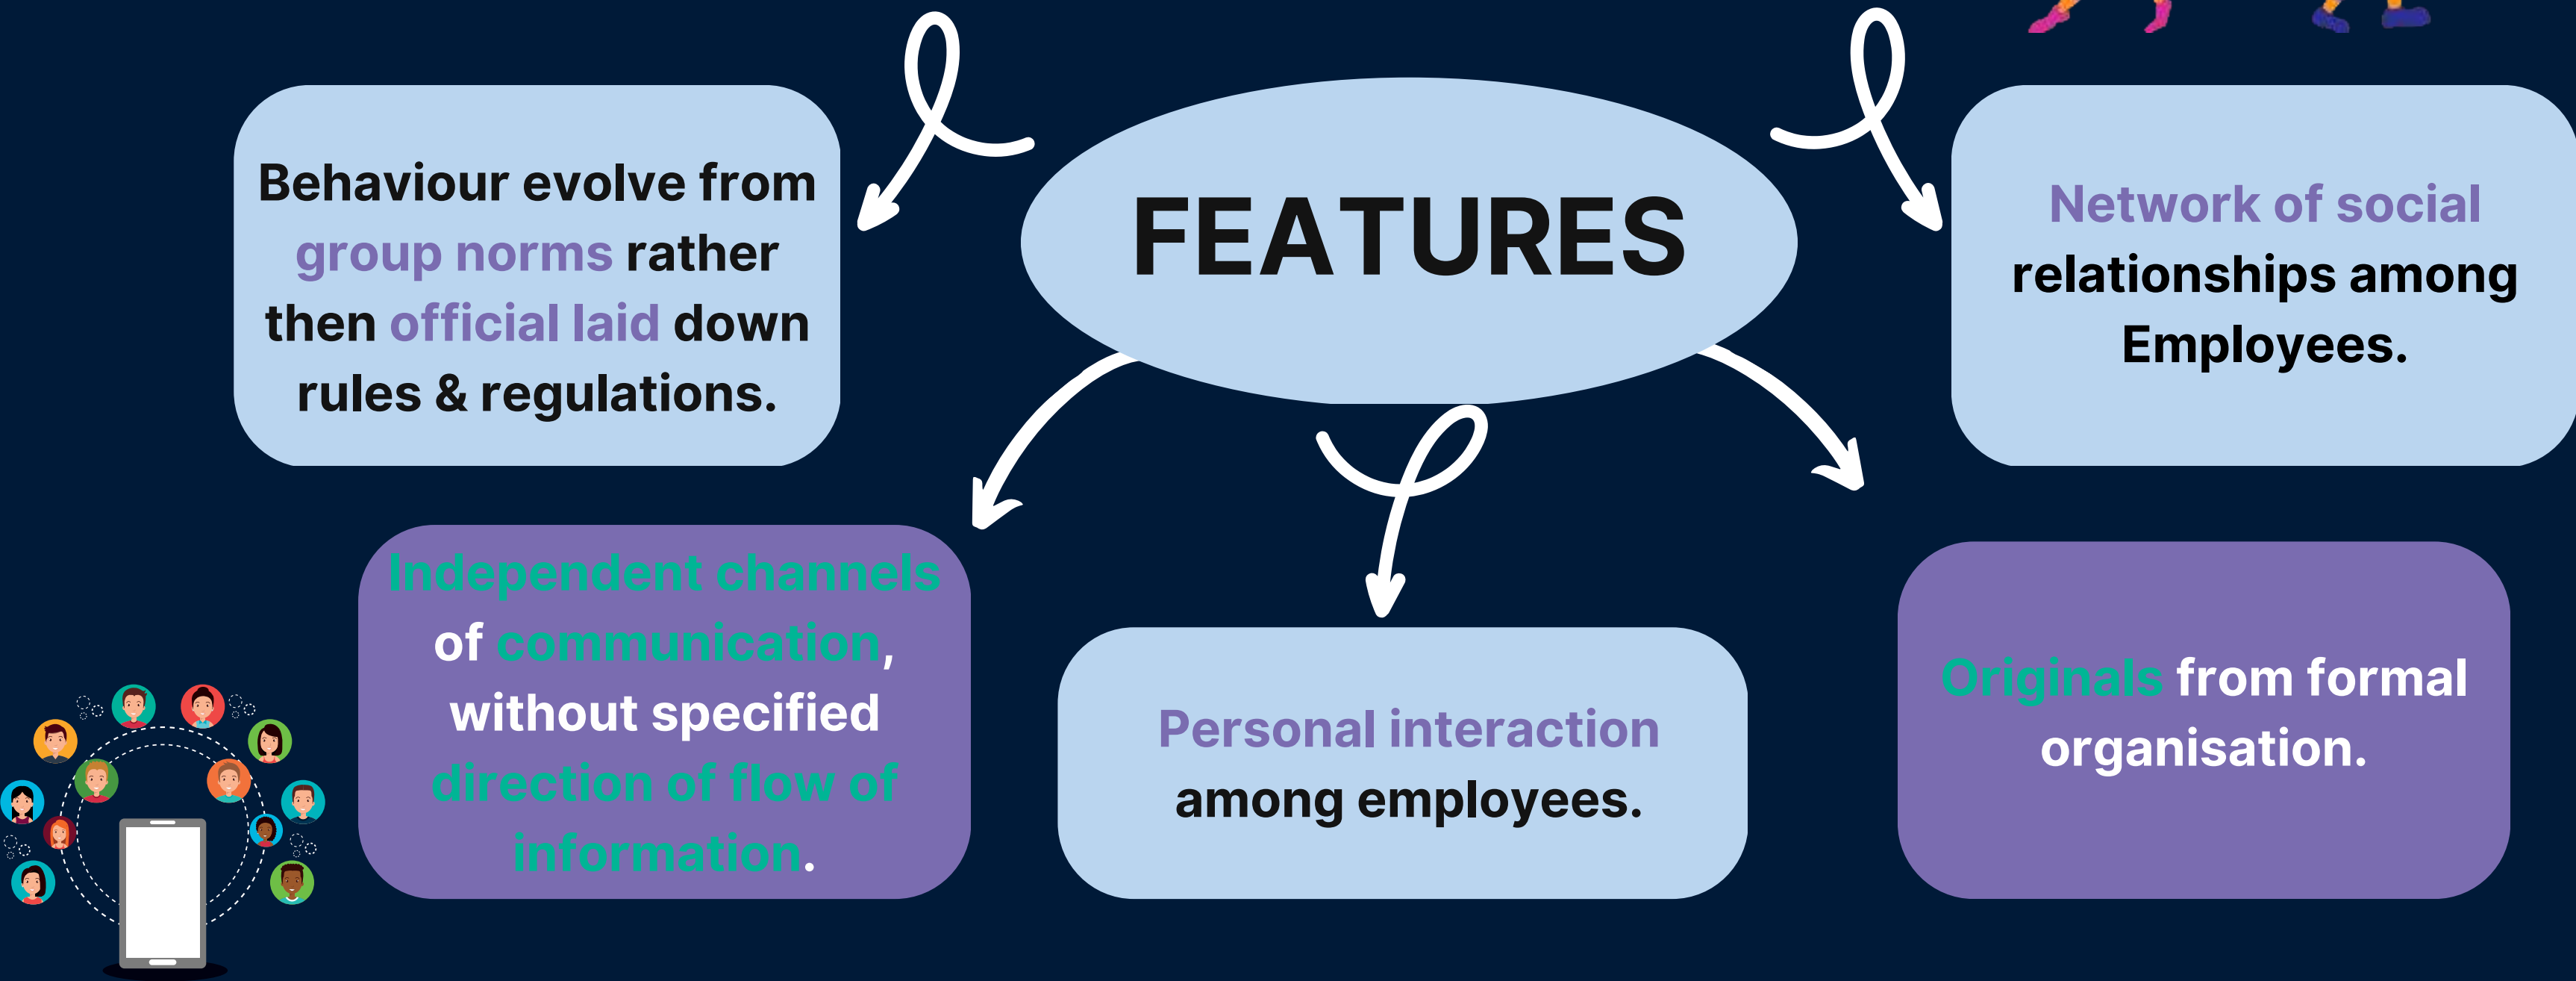 FEATURES
Behaviour evolve from
group norms rather
then official laid down
rules & regulations.
Network of social
relationships among
Employees.
Independent channels
of communication,
without specified
direction of flow of
information.
Personal interaction
among employees.
Originals from formal
organisation.